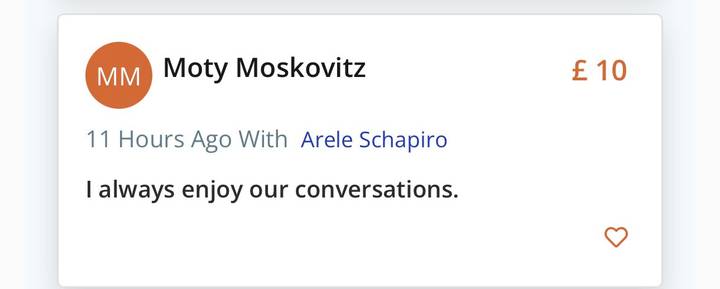 MM
Moty Moskovitz
£ 10
11 Hours Ago With Arele Schapiro
I always enjoy our conversations.